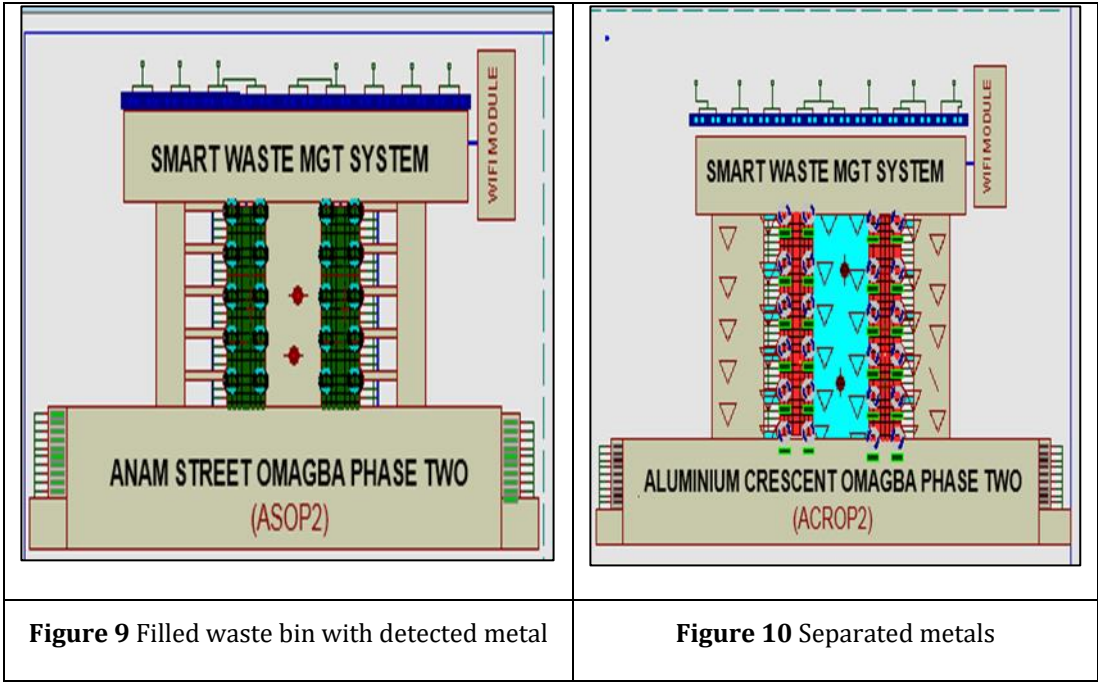 SMART WASTE MGT SYSTEM
WIFI MODULE
ANAM STREET OMAGBA PHASE TWO
(ASOP2)
SMART WASTE MGT SYSTEM
WIFI MODULE
ALUMINIUM CRESCENT OMAGBA PHASE TWO
(ACROP2)
Figure 9 Filled waste bin with detected metal
Figure 10 Separated metals